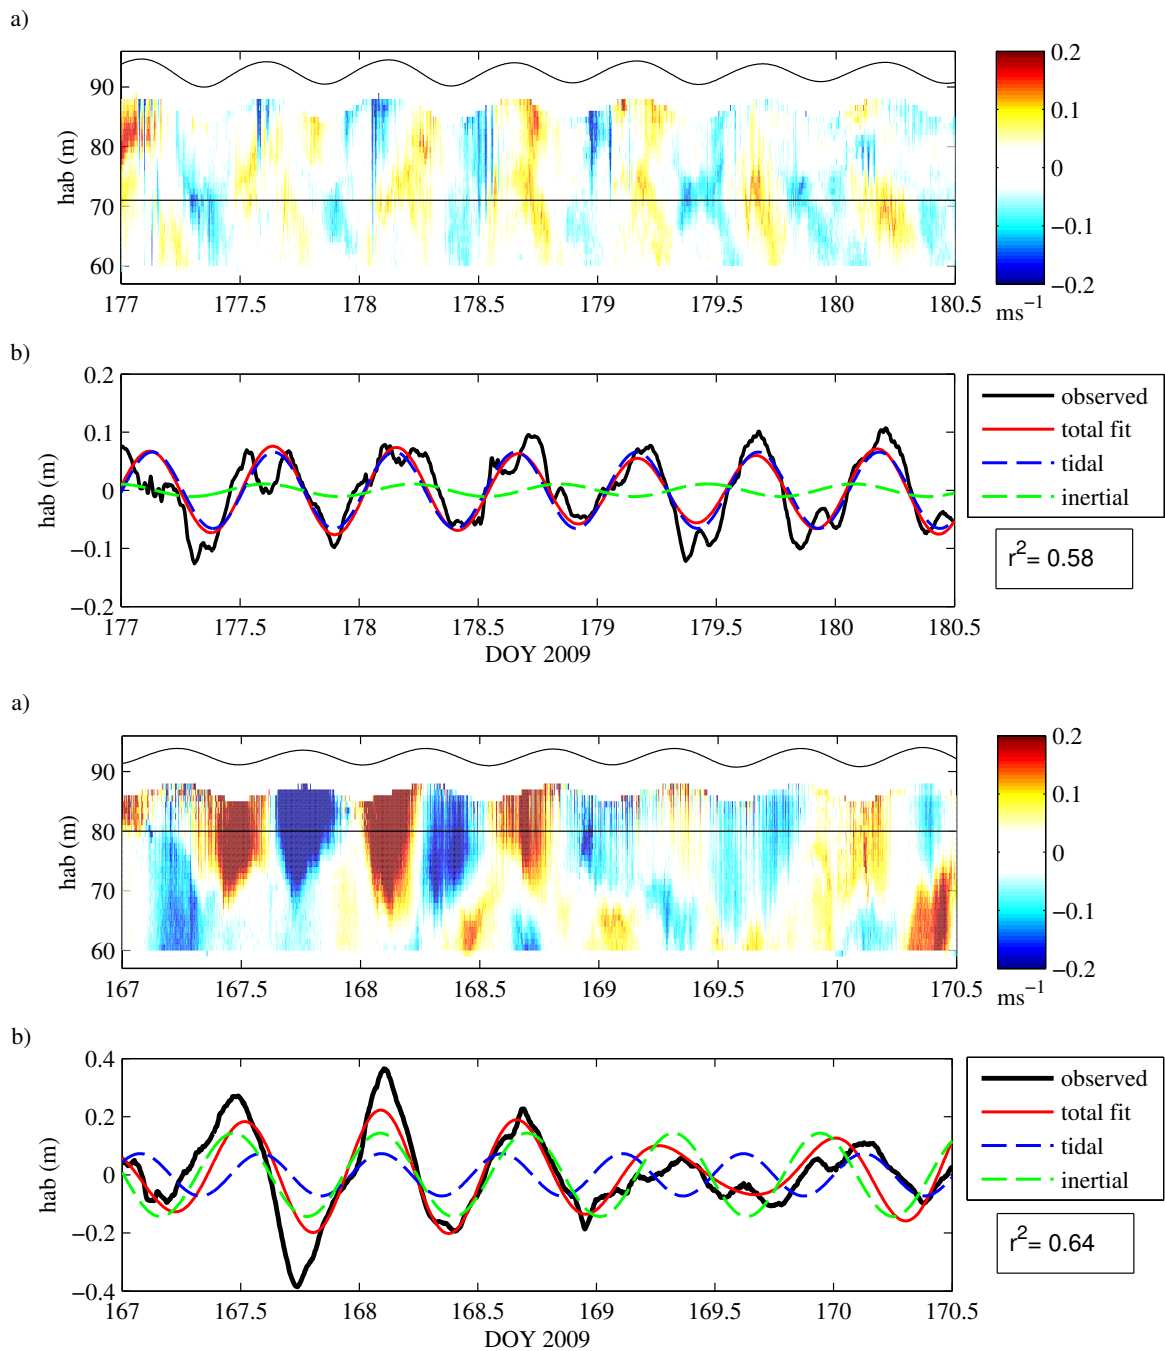 a)
90
80
70
60
hab (m)
177 177.5 178 178.5 179 179.5 180 180.5
0.2
0.1
0
−0.1
−0.2
ms−1
b)
0.2
0.1
0
−0.1
−0.2
hab (m)
177 177.5 178 178.5 179 179.5 180 180.5
DOY 2009
observed
total fit
tidal
inertial
r2= 0.58
a)
90
80
70
60
hab (m)
167 167.5 168 168.5 169 169.5 170 170.5
0.2
0.1
0
−0.1
−0.2
ms−1
b)
0.4
0.2
0
−0.2
−0.4
hab (m)
167 167.5 168 168.5 169 169.5 170 170.5
DOY 2009
observed
total fit
tidal
inertial
r2= 0.64